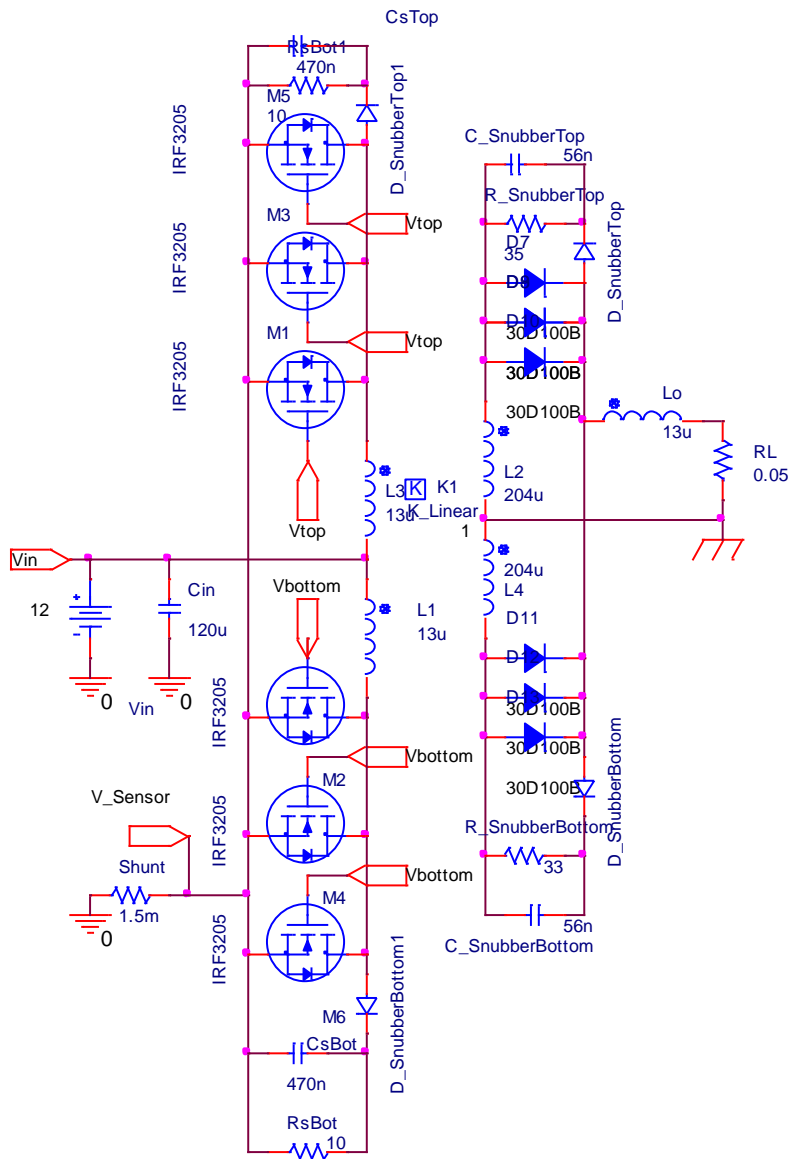 CsTop
RsBot1
470n
M5
10
IRF3205
D_SnubberTop1
Vtop
M3
IRF3205
Vtop
M1
IRF3205
Vtop
L3
13u
K
K1
K_Linear
C_SnubberTop
56n
R_SnubberTop
D7
35
D_SnubberTop
D9
30D100B
30D100B
30D100B
Lo
13u
RL
0.05
L2
204u
1
204u
L4
D11
30D100B
30D100B
30D100B
D_SnubberBottom
R_SnubberBottom
33
56n
C_SnubberBottom
Vin
12
Cin
120u
0
0
Vin
Vbottom
L1
13u
IRF3205
Vbottom
M2
IRF3205
V_Sensor
Shunt
1.5m
0
Vbottom
M4
IRF3205
D_SnubberBottom1
M6
CsBot
470n
RsBot
10